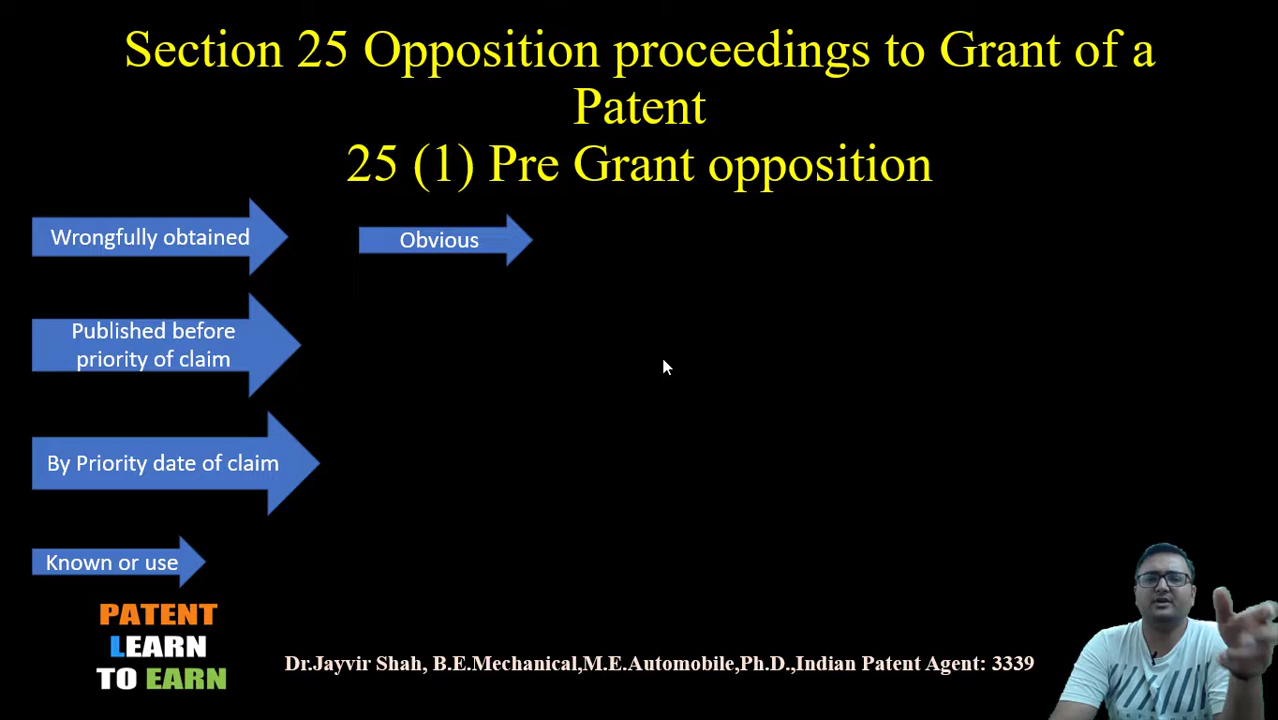 Section 25 Opposition proceedings to Grant of a
Patent
25 (1) Pre Grant opposition
Wrongfully obtained
Obvious
Published before
priority of claim
By Priority date of claim
Known or use
PATENT
LEARN
TO EARN
Dr.Jayvir Shah, B.E.Mechanical,M.E.Automobile,Ph.D.,Indian Patent Agent: 3339